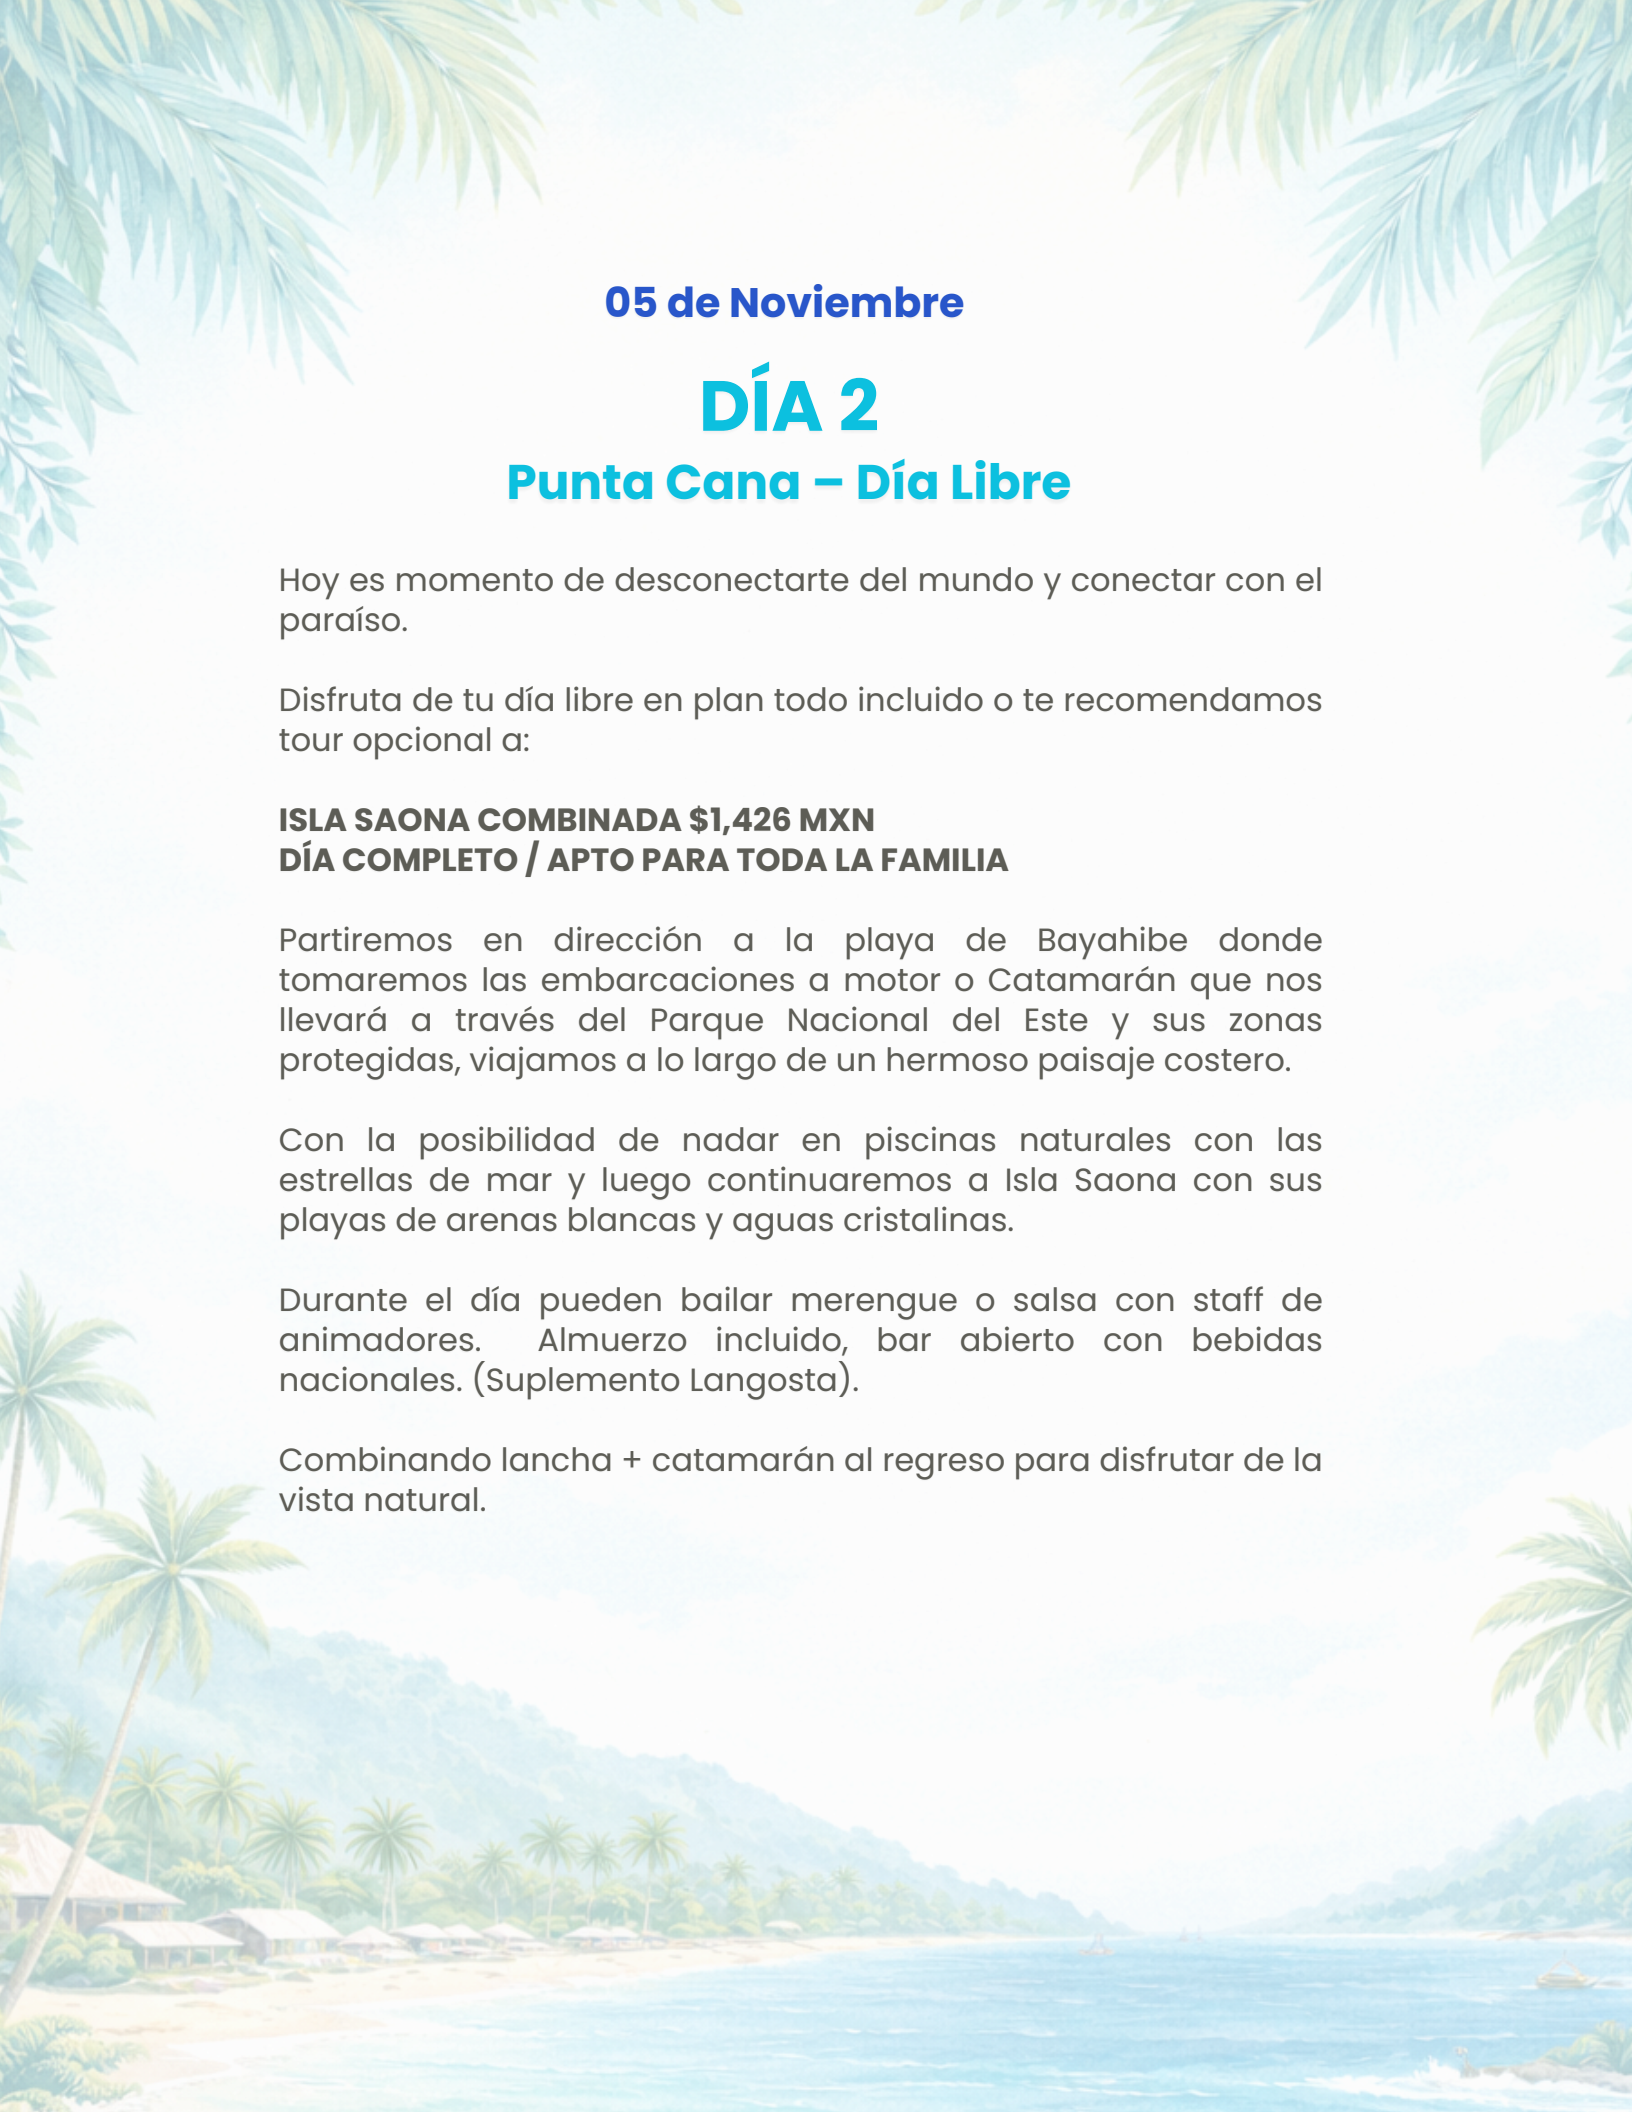 05 de Noviembre
DÍA 2
Punta Cana – Día Libre
Hoy es momento de desconectarte del mundo y conectar con el
paraíso.
Disfruta de tu día libre en plan todo incluido o te recomendamos
tour opcional a:
ISLA SAONA COMBINADA $1,426 MXN
DÍA COMPLETO / APTO PARA TODA LA FAMILIA
Partiremos en dirección a la playa de Bayahibe donde
tomaremos las embarcaciones a motor o Catamarán que nos
llevará a través del Parque Nacional del Este y sus zonas
protegidas, viajamos a lo largo de un hermoso paisaje costero.
Con la posibilidad de nadar en piscinas naturales con las
estrellas de mar y luego continuaremos a Isla Saona con sus
playas de arenas blancas y aguas cristalinas.
Durante el día pueden bailar merengue o salsa con staff de
animadores. Almuerzo incluido, bar abierto con bebidas
nacionales. (Suplemento Langosta).
Combinando lancha + catamarán al regreso para disfrutar de la
vista natural.